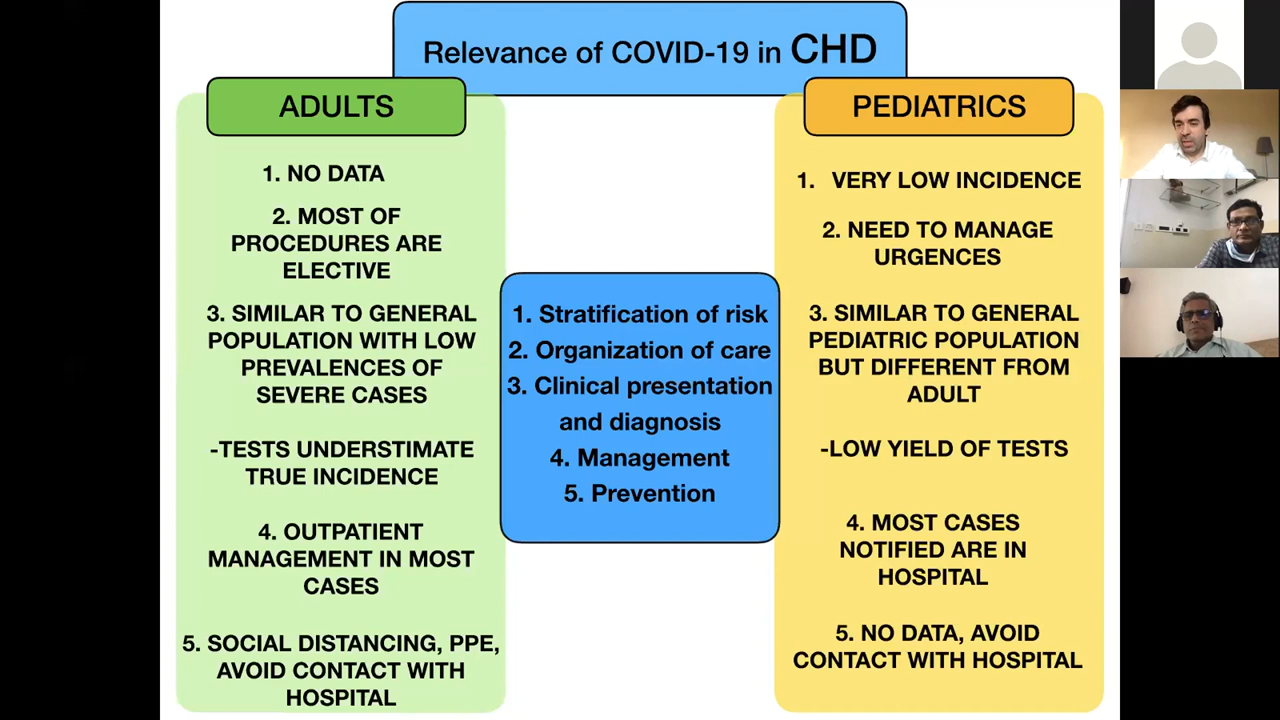 Relevance of COVID-19 in CHD
ADULTS
1. NO DATA
2. MOST OF
PROCEDURES ARE
ELECTIVE
3. SIMILAR TO GENERAL
POPULATION WITH LOW
PREVALENCES OF
SEVERE CASES
-TESTS UNDERSTIMATE
TRUE INCIDENCE
4. OUTPATIENT
MANAGEMENT IN MOST
CASES
5. SOCIAL DISTANCING, PPE,
AVOID CONTACT WITH
HOSPITAL
1. Stratification of risk
2. Organization of care
3. Clinical presentation
and diagnosis
4. Management
5. Prevention
PEDIATRICS
1. VERY LOW INCIDENCE
2. NEED TO MANAGE
URGENCES
3. SIMILAR TO GENERAL
PEDIATRIC POPULATION
BUT DIFFERENT FROM
ADULT
-LOW YIELD OF TESTS
4. MOST CASES
NOTIFIED ARE IN
HOSPITAL
5. NO DATA, AVOID
CONTACT WITH HOSPITAL